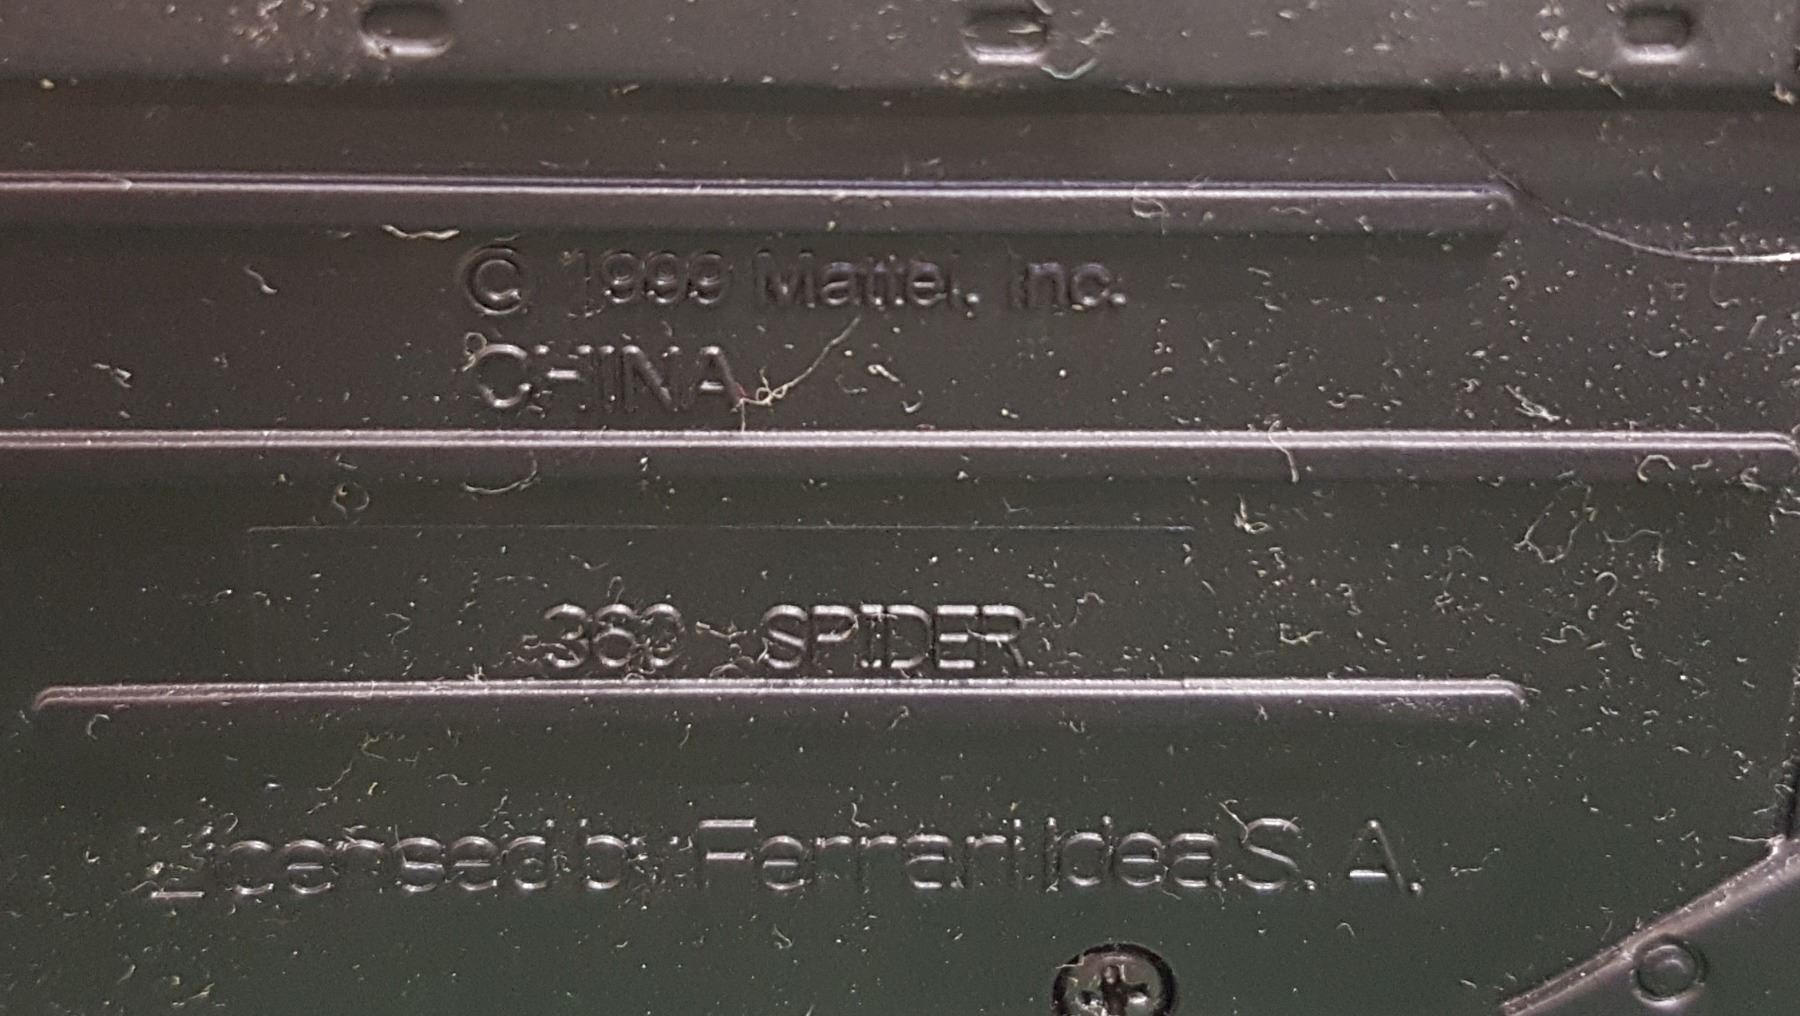 © 1999 Mattel, Inc.
CHINA
360 SPIDER
Licensed by Ferrari Idea S. A.